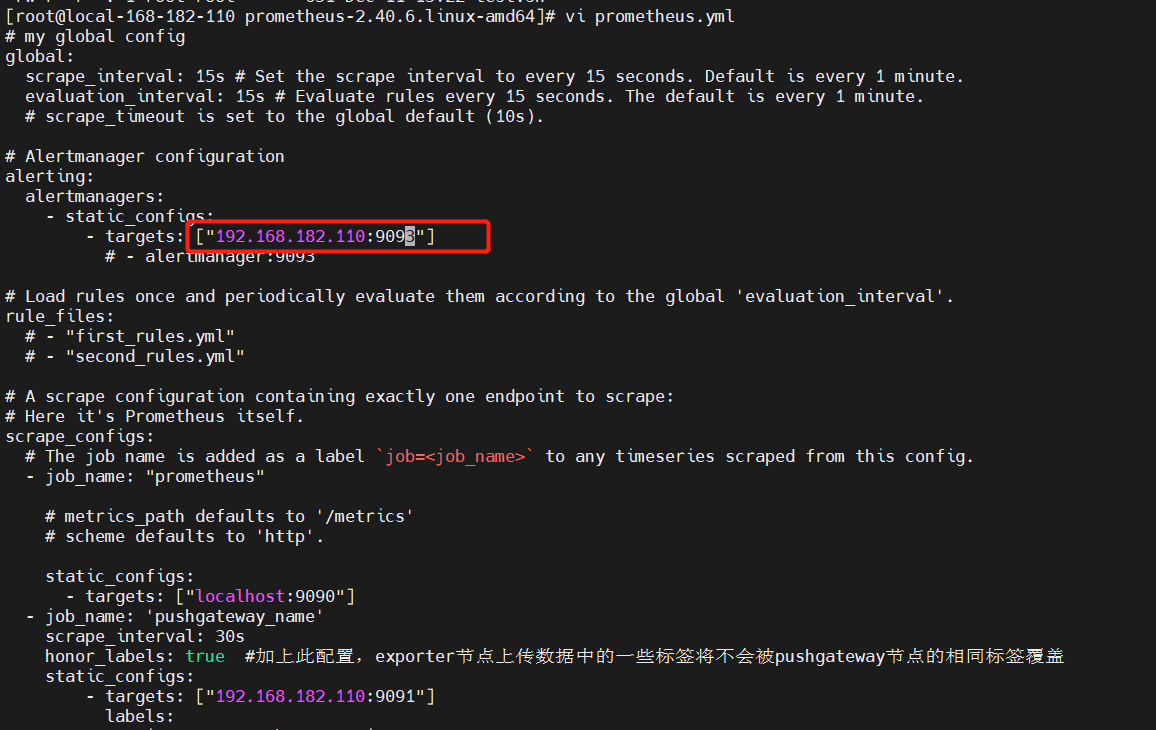 [root@local-168-182-110 prometheus-2.40.6.linux-amd64]# vi prometheus.yml
# my global config
global:
  scrape_interval: 15s # Set the scrape interval to every 15 seconds. Default is every 1 minute.
  evaluation_interval: 15s # Evaluate rules every 15 seconds. The default is every 1 minute.
  # scrape_timeout is set to the global default (10s).

# Alertmanager configuration
alerting:
  alertmanagers:
    - static_configs:
        - targets: ["192.168.182.110:9093"]
          # - alertmanager:9093

# Load rules once and periodically evaluate them according to the global 'evaluation_interval'.
rule_files:
  # - "first_rules.yml"
  # - "second_rules.yml"

# A scrape configuration containing exactly one endpoint to scrape:
# Here it's Prometheus itself.
scrape_configs:
  # The job name is added as a label `job=<job_name>` to any timeseries scraped from this config.
  - job_name: "prometheus"

    # metrics_path defaults to '/metrics'
    # scheme defaults to 'http'.

    static_configs:
      - targets: ["localhost:9090"]
  - job_name: 'pushgateway_name'
    scrape_interval: 30s
    honor_labels: true  #加上此配置，exporter节点上传数据中的一些标签将不会被pushgateway节点的相同标签覆盖
    static_configs:
        - targets: ["192.168.182.110:9091"]
          labels: